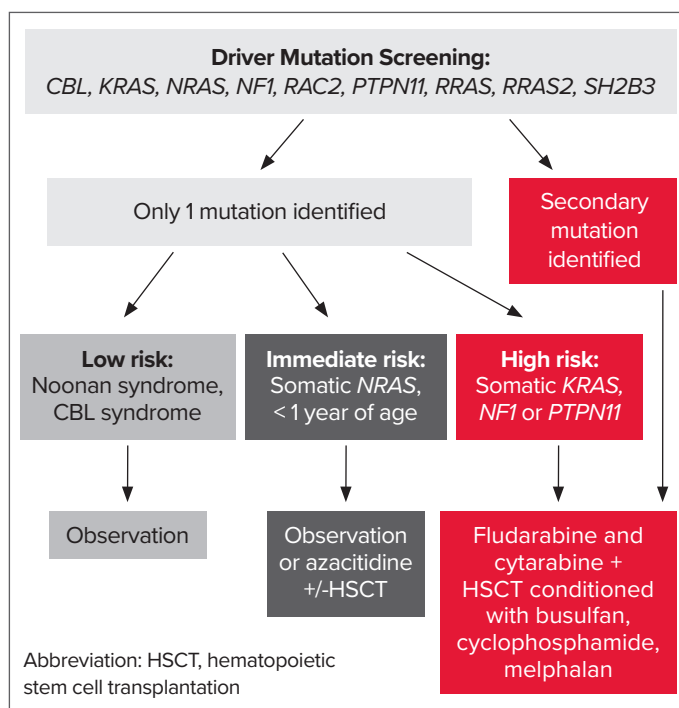 Driver Mutation Screening:
CBL, KRAS, NRAS, NF1, RAC2, PTPN11, RRAS, RRAS2, SH2B3
Only 1 mutation identified
Secondary
mutation
identified
Low risk:
Noonan syndrome,
CBL syndrome
Immediate risk:
Somatic NRAS,
< 1 year of age
High risk:
Somatic KRAS,
NF1 or PTPN11
Observation
Observation
or azacitidine
+/-HSCT
Fludarabine and
cytarabine +
HSCT conditioned
with busulfan,
cyclophosphamide,
melphalan
Abbreviation: HSCT, hematopoietic
stem cell transplantation